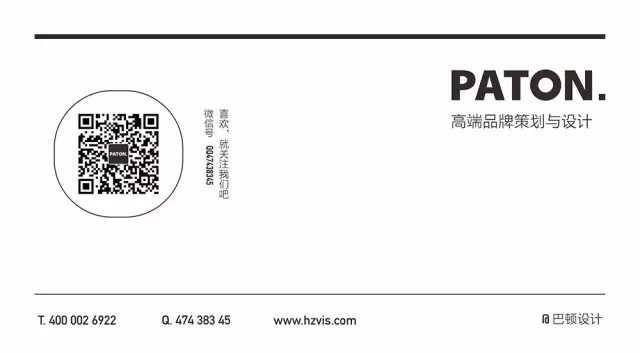 PATON.
高端品牌策划与设计
PATON.
喜欢、就关注我们吧
微信号 0047438345
T. 400 002 6922
Q. 474 383 45
www.hzvis.com
@巴顿设计